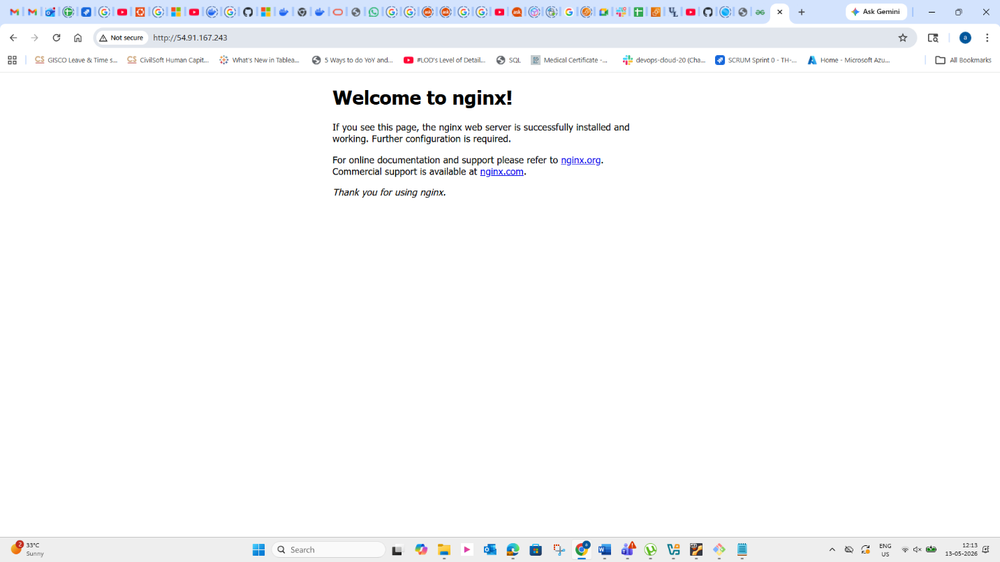 Ask Gemini
Not secure
http://54.91.167.243
a
GISCO Leave & Time s...
CivilSoft Human Capit...
What's New in Tablea...
5 Ways to do YoY and...
#LOD's Level of Detail...
SQL
Medical Certificate -...
devops-cloud-20 (Cha...
SCRUM Sprint 0 - TH-...
Home - Microsoft Azu...
All Bookmarks
Welcome to nginx!
If you see this page, the nginx web server is successfully installed and
working. Further configuration is required.
For online documentation and support please refer to nginx.org.
Commercial support is available at nginx.com.
Thank you for using nginx.
2
33°C
Sunny
Search
a
ENG
US
12:13
13-05-2026